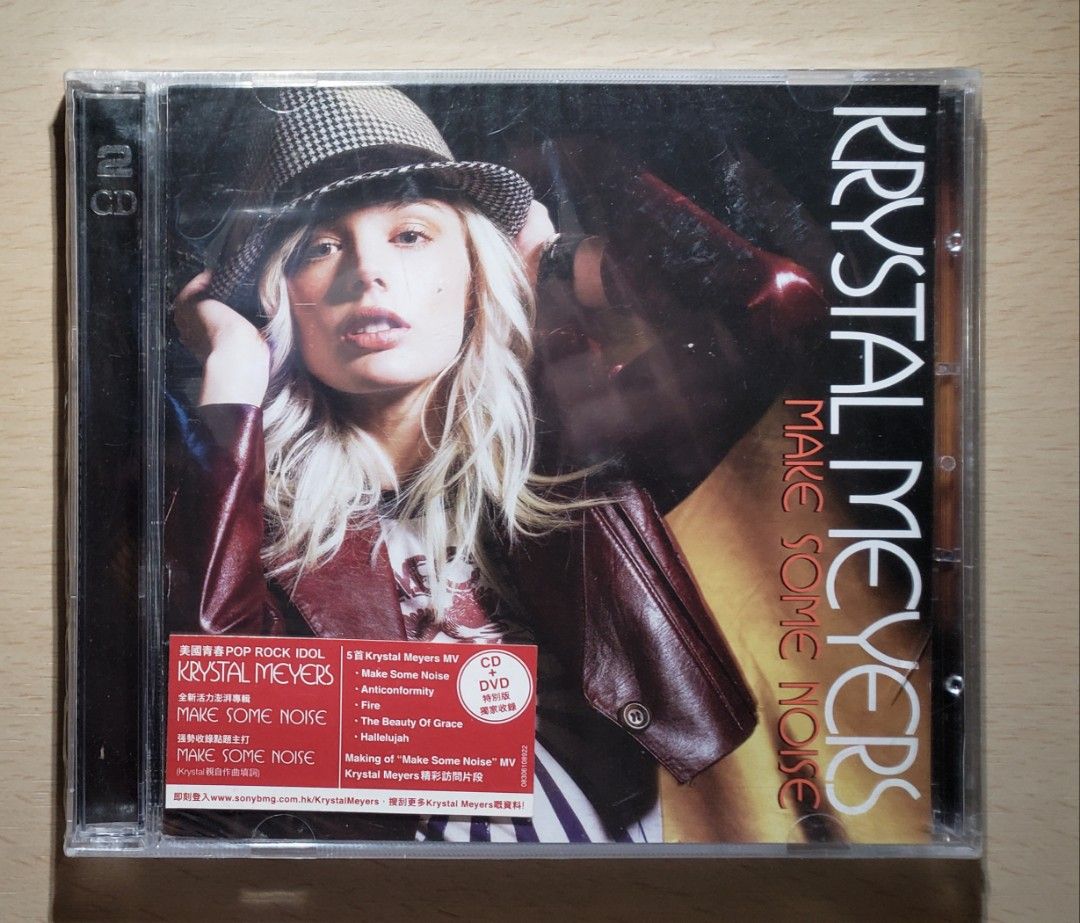 2
CD
KRYSTAL MEYERS
MAKE SOME NOISE
美國青春POP ROCK IDOL
KRYSTAL MEYERS
全新活力澎湃專輯
MAKE SOME NOISE
強勢收錄點題主打
MAKE SOME NOISE
(Krystal親自作曲填詞)
5首Krystal Meyers MV
・Make Some Noise
・Anticonformity
・Fire
・The Beauty Of Grace
・Hallelujah
Making of “Make Some Noise” MV
Krystal Meyers精彩訪問片段
CD
+
DVD
特別版
獨家收錄
08306108922
即刻登入www.sonybmg.com.hk/KrystalMeyers，搜刮更多Krystal Meyers嘅資料!